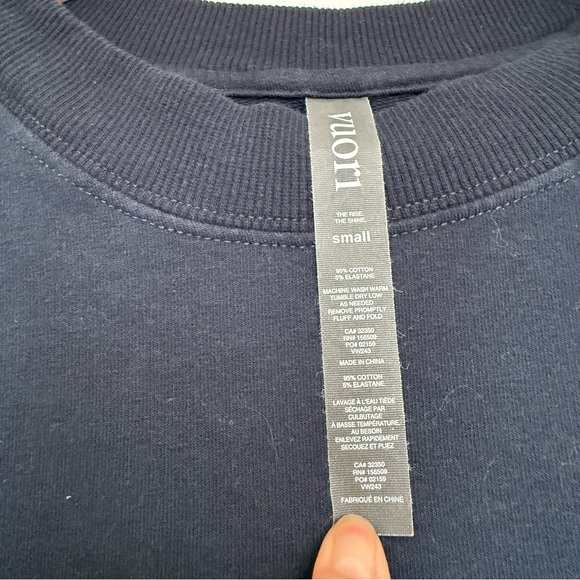 vuori
THE RISE.
THE SHINE.
small
95% COTTON
5% ELASTANE
MACHINE WASH WARM
TUMBLE DRY LOW
AS NEEDED
REMOVE PROMPTLY
FLUFF AND FOLD
CA# 32350
RN# 156509
PO# 02159
VW243
MADE IN CHINA
95% COTTON
5% ELASTANE
LAVAGE À L'EAU TIÈDE
SÉCHAGE PAR
CULBUTAGE
À BASSE TEMPÉRATURE,
AU BESOIN
ENLEVEZ RAPIDEMENT
SECOUEZ ET PLIEZ
CA# 32350
RN# 156509
PO# 02159
VW243
FABRIQUÉ EN CHINE